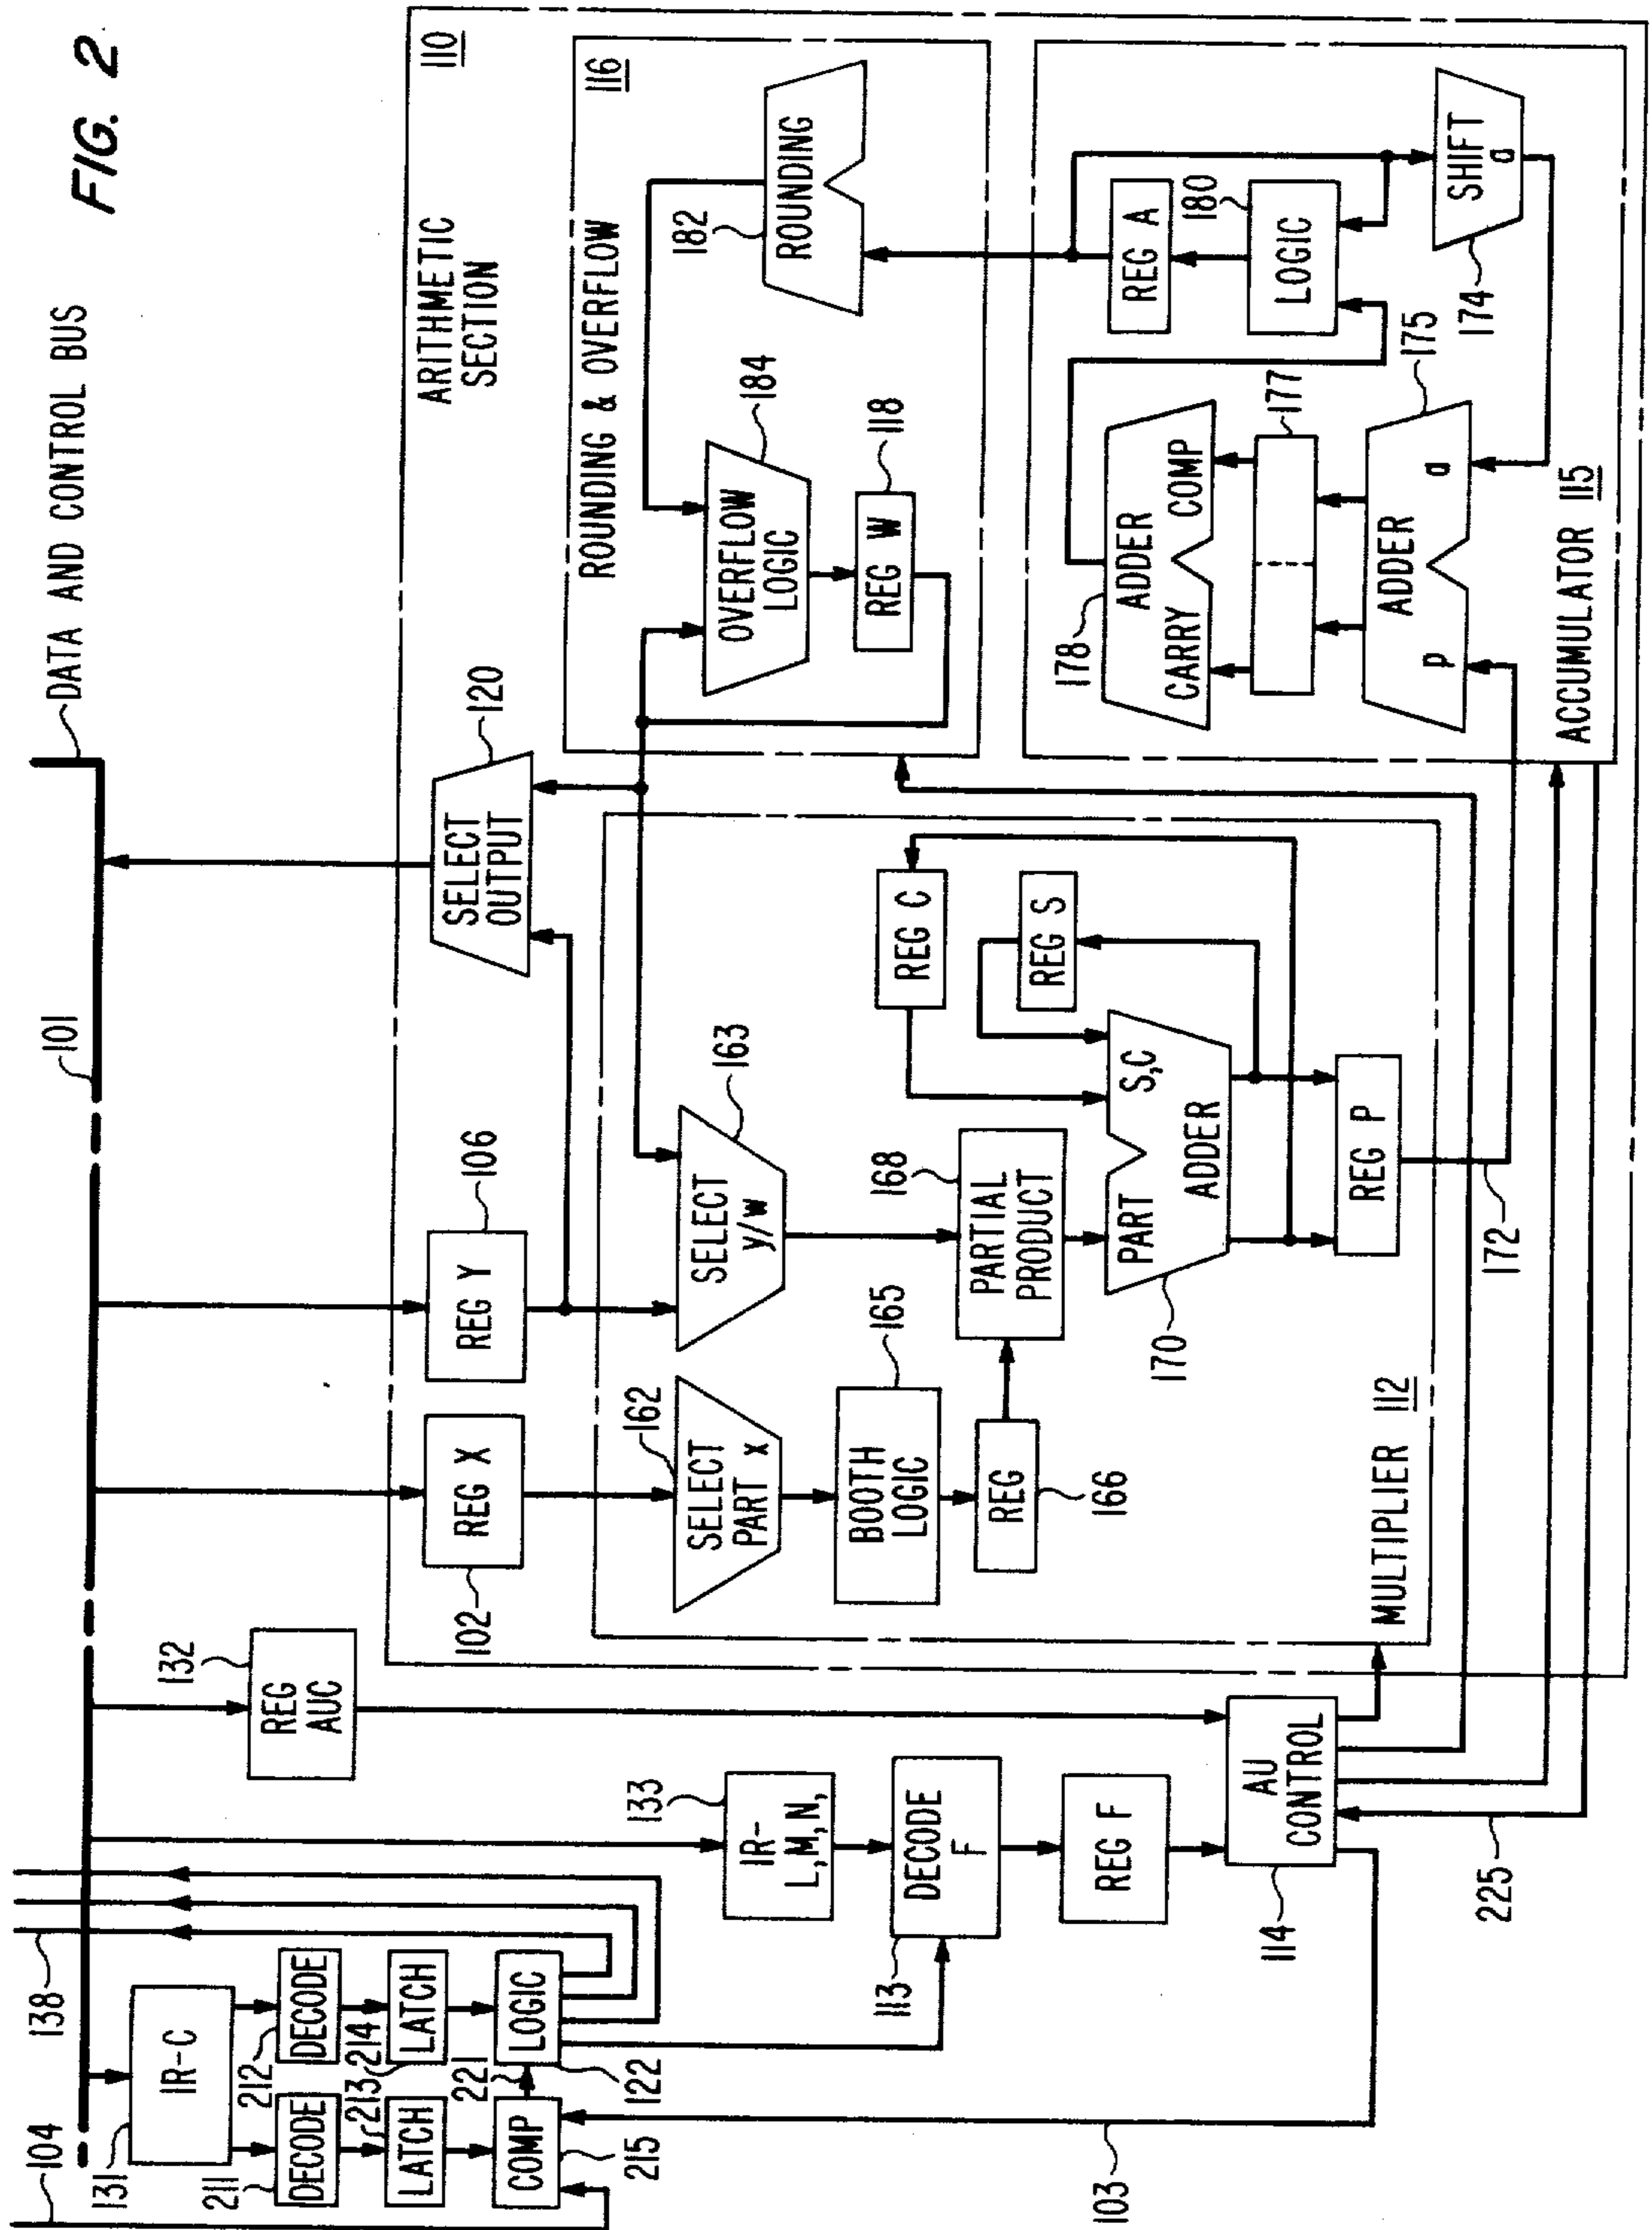 FIG. 2
DATA AND CONTROL BUS
101
104
138
131
IR-C
211
DECODE
212
DECODE
213
LATCH
214
LATCH
221
COMP
215
LOGIC
122
103
132
REG
AUC
133
IR-
L,M,N,
DECODE
F
113
REG F
AU
CONTROL
114
225
ARITHMETIC
SECTION
110
102
REG X
REG Y
106
SELECT
OUTPUT
120
162
SELECT
PART x
SELECT
y/w
163
BOOTH
LOGIC
165
REG
166
PARTIAL
PRODUCT
168
PART
S,C
ADDER
170
REG C
REG S
REG P
172
MULTIPLIER 112
ROUNDING & OVERFLOW
116
182
ROUNDING
OVERFLOW
LOGIC
184
REG W
118
178
ADDER
CARRY
COMP
177
ADDER
p
a
175
REG A
180
LOGIC
SHIFT
a
174
ACCUMULATOR 115